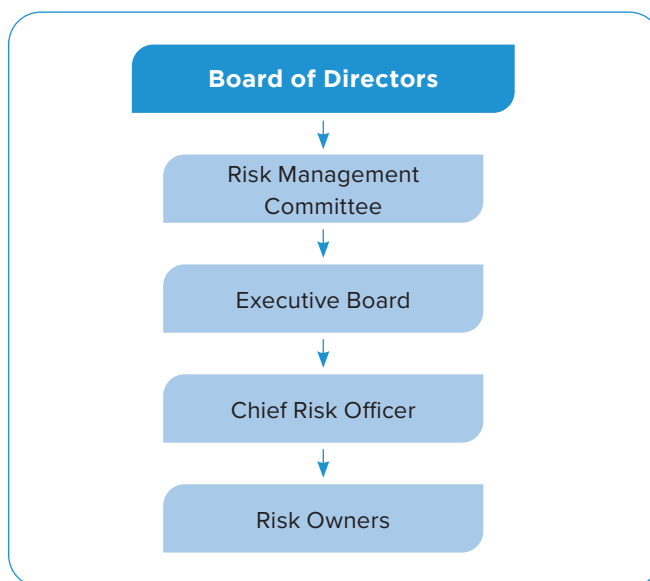 Board of Directors
Risk Management
Committee
Executive Board
Chief Risk Officer
Risk Owners